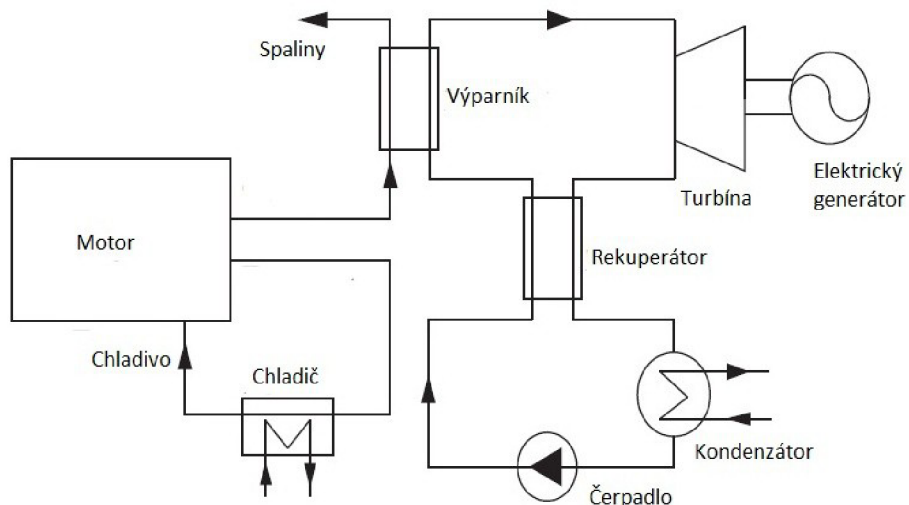 Spaliny
Výparník
Elektrický
generátor
Turbína
Motor
Rekuperátor
Chladivo
Chladič
Kondenzátor
Čerpadlo